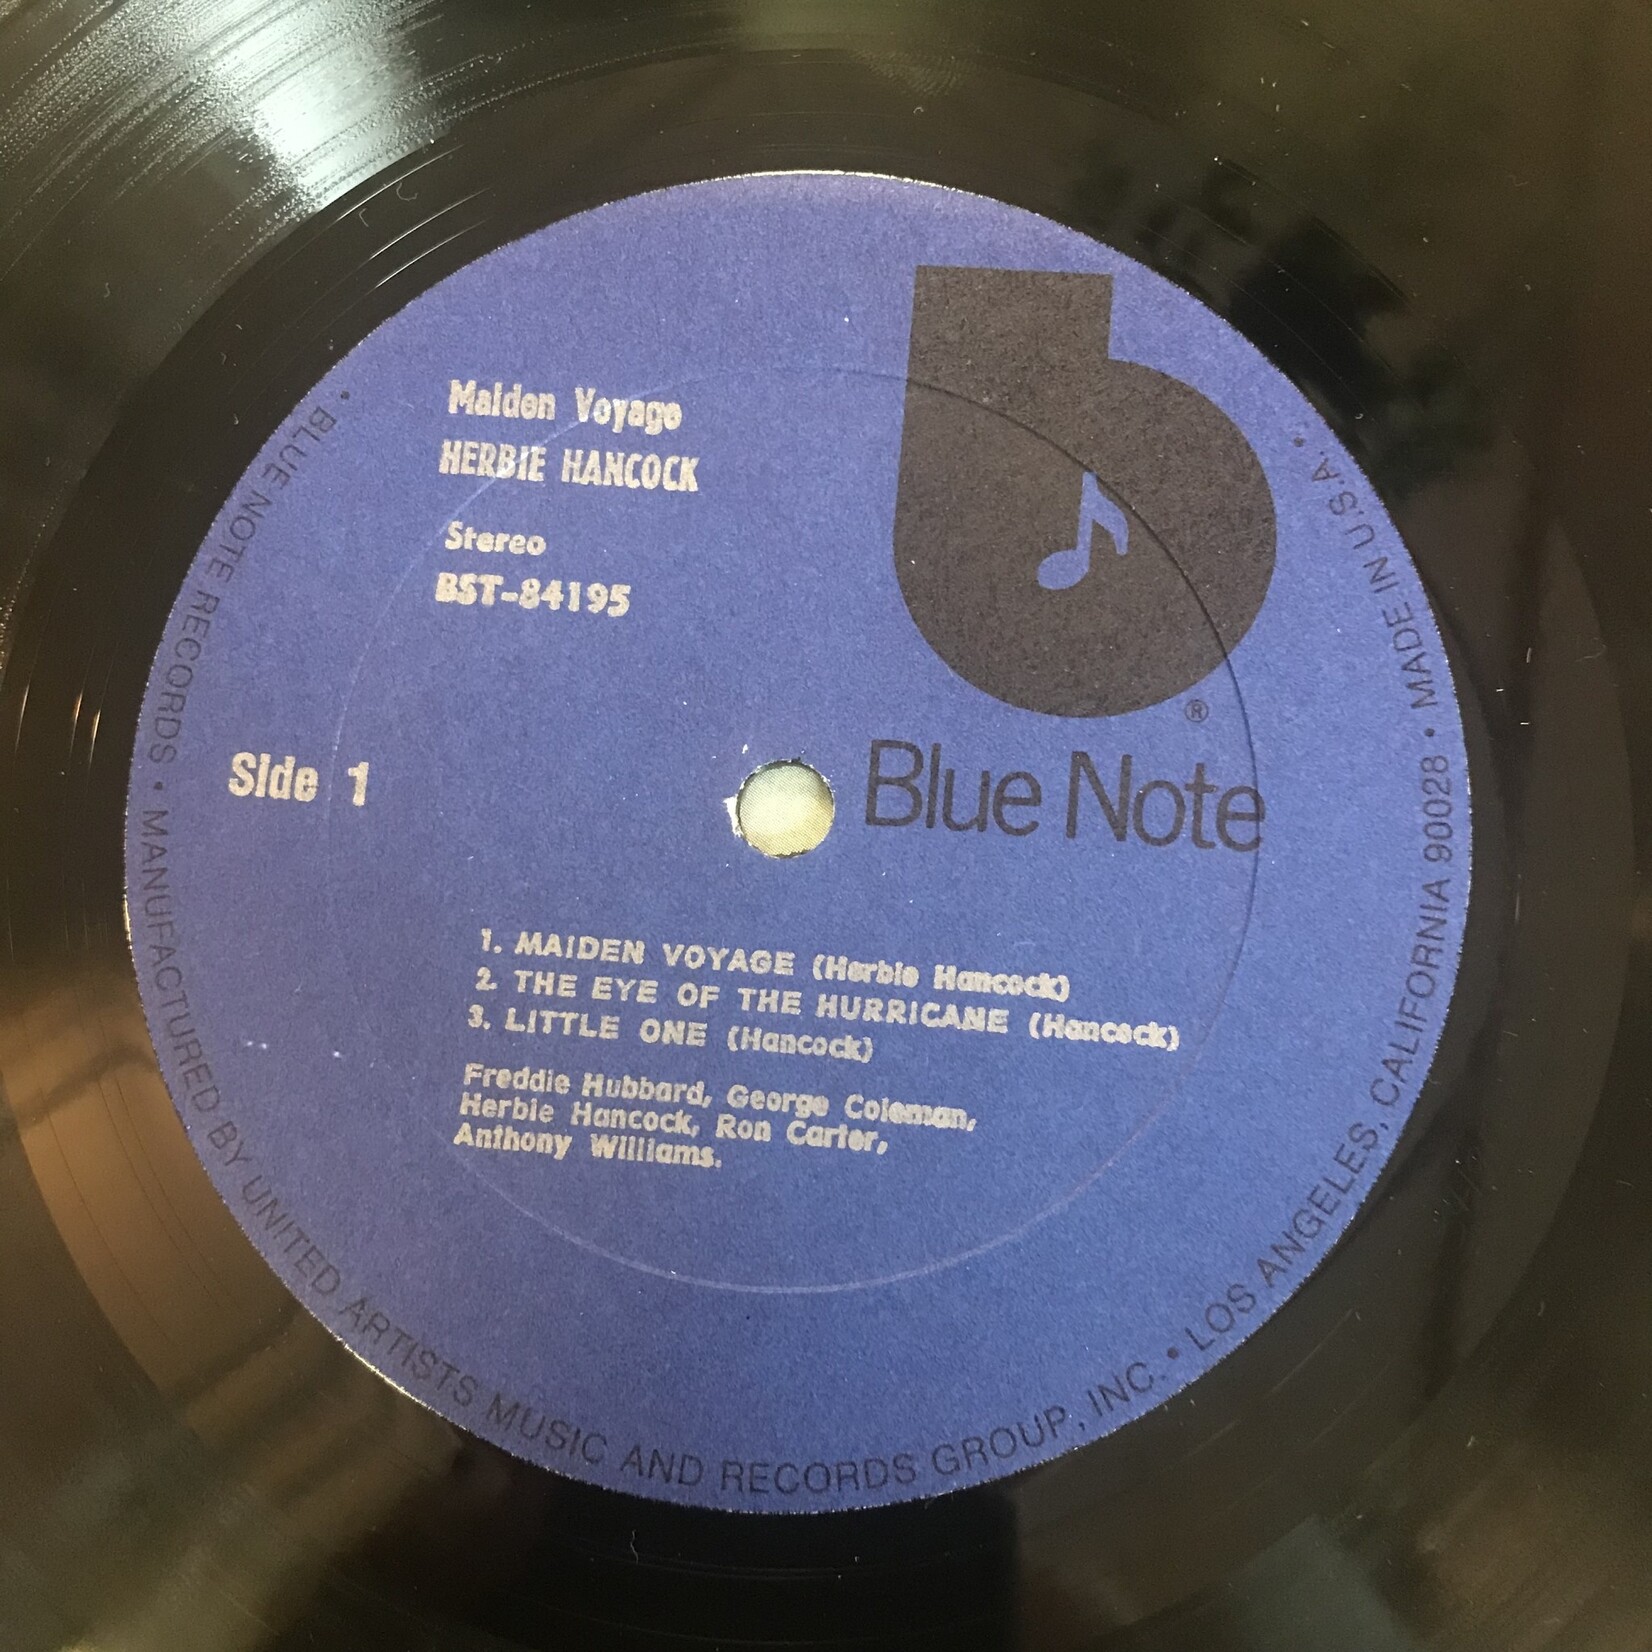 Maiden Voyage
HERBIE HANCOCK
Stereo
BST-84195
®
Blue Note
Side 1
1. MAIDEN VOYAGE (Herbie Hancock)
2. THE EYE OF THE HURRICANE (Hancock)
3. LITTLE ONE (Hancock)
Freddie Hubbard, George Coleman,
Herbie Hancock, Ron Carter,
Anthony Williams.
• BLUE NOTE RECORDS • MANUFACTURED BY UNITED ARTISTS MUSIC AND RECORDS GROUP, INC. • LOS ANGELES, CALIFORNIA 90028 • MADE IN U.S.A. •